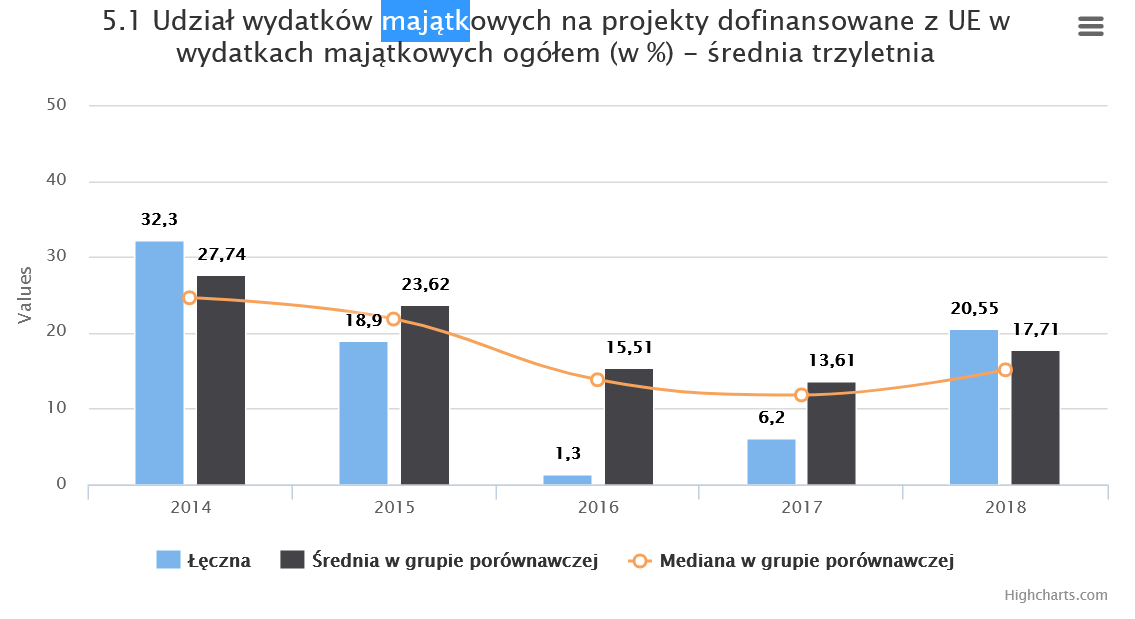 5.1 Udział wydatków majątkowych na projekty dofinansowane z UE w
wydatkach majątkowych ogółem (w %) – średnia trzyletnia
Values
50
40
30
20
10
0
32,3
27,74
18,9
23,62
1,3
15,51
6,2
13,61
20,55
17,71
2014 2015 2016 2017 2018
Łęczna Średnia w grupie porównawczej Mediana w grupie porównawczej
Highcharts.com